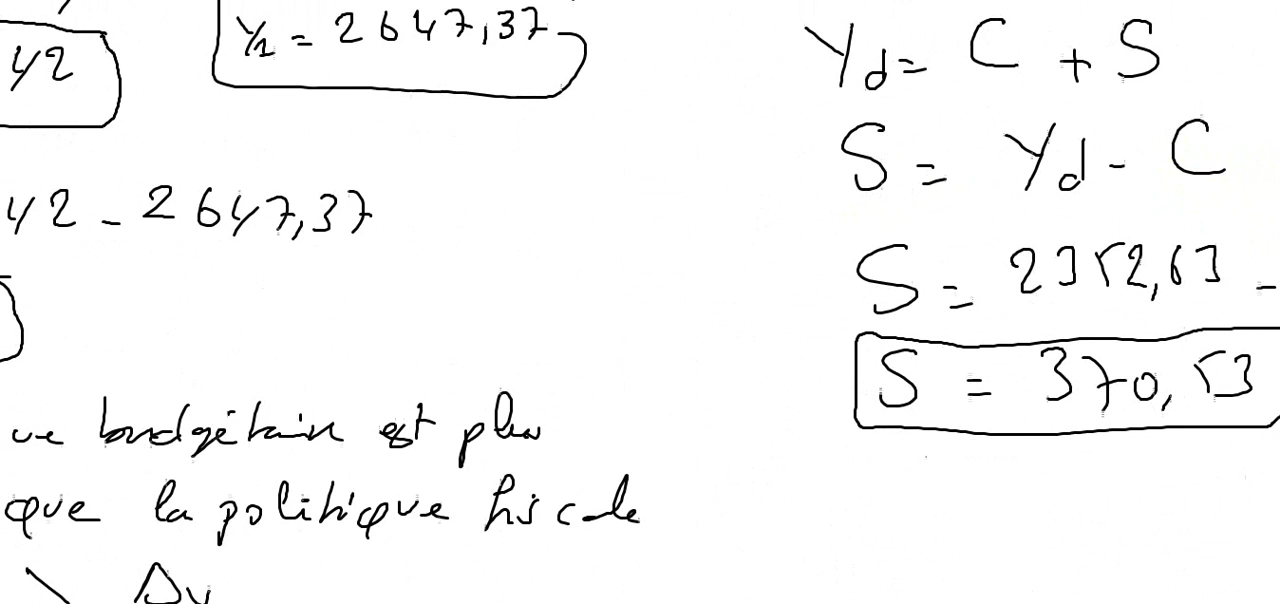 42
Y1 = 2647,37
42 - 2647,37
ue budgétaire est plus
que la politique fiscale
ΔY
Yd = C + S
S = Yd - C
S = 2352,63 -
S = 370,53